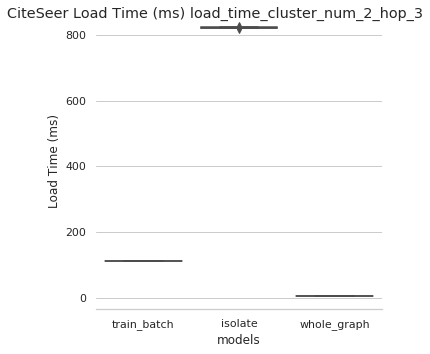 CiteSeer Load Time (ms) load_time_cluster_num_2_hop_3
800
600
400
200
0
Load Time (ms)
train_batch
isolate
whole_graph
models